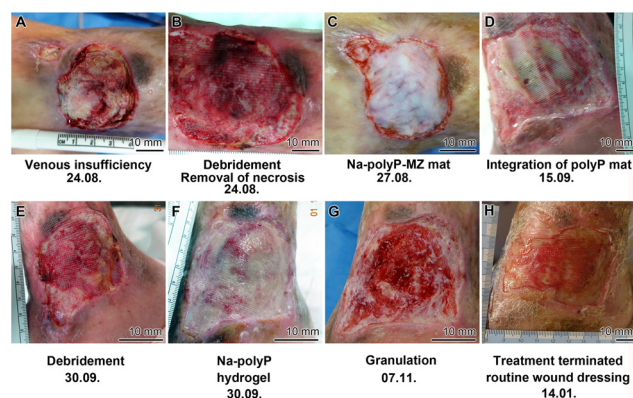 A
B
C
D
10 mm
10 mm
10 mm
10 mm
Venous insufficiency
24.08.
Debridement
Removal of necrosis
24.08.
Na-polyP-MZ mat
27.08.
Integration of polyP mat
15.09.
E
F
G
H
01
10 mm
10 mm
10 mm
10 mm
Debridement
30.09.
Na-polyP
hydrogel
30.09.
Granulation
07.11.
Treatment terminated
routine wound dressing
14.01.